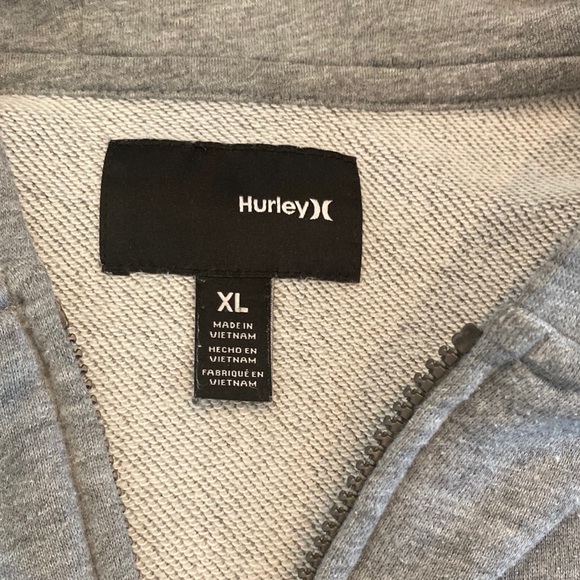 Hurley
XL
MADE IN
VIETNAM
HECHO EN
VIETNAM
FABRIQUÉ EN
VIETNAM